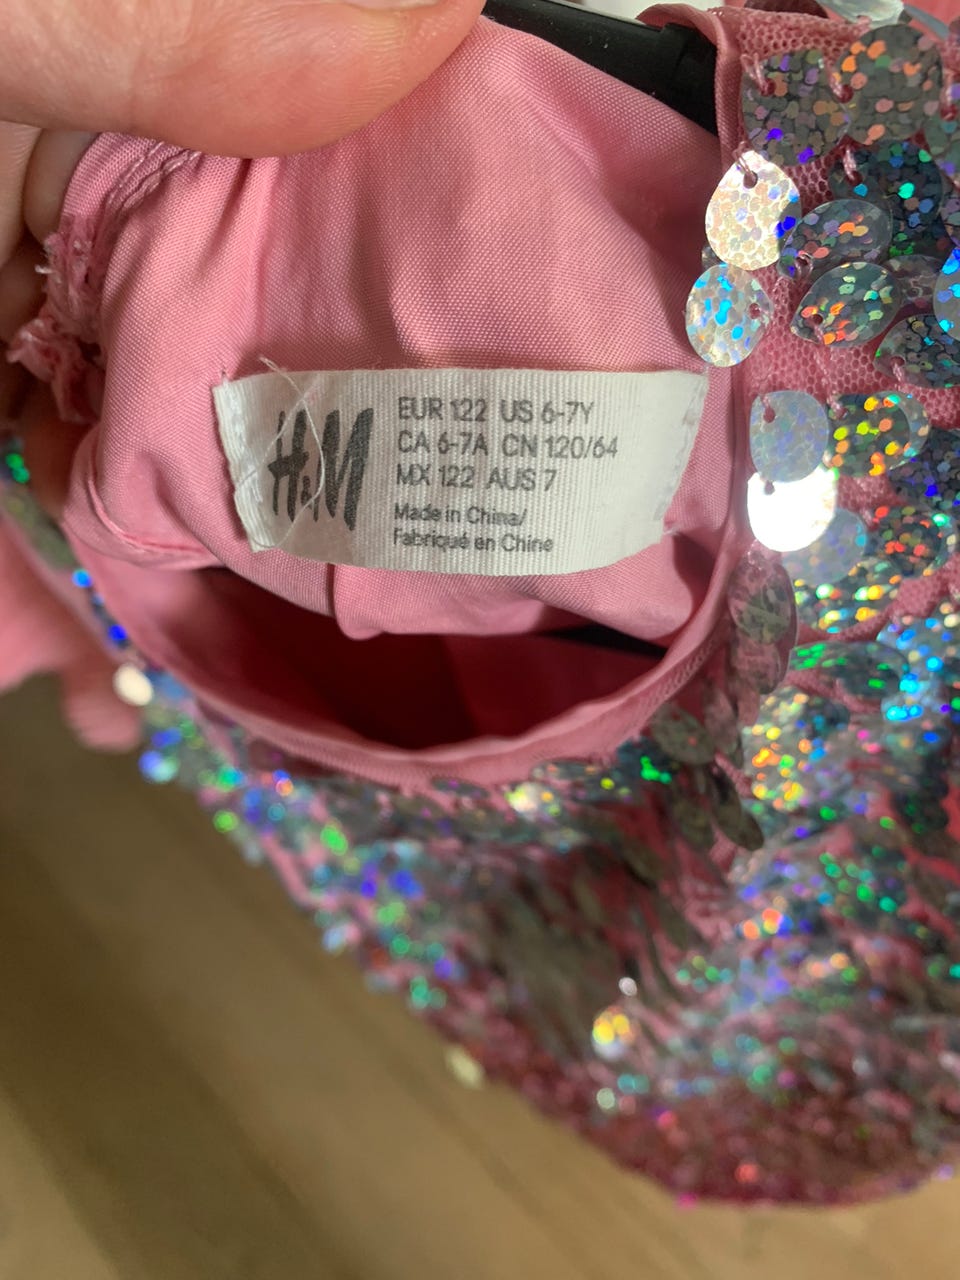 H&M
EUR 122 US 6-7Y
CA 6-7A CN 120/64
MX 122 AUS 7
Made in China/
Fabriqué en Chine